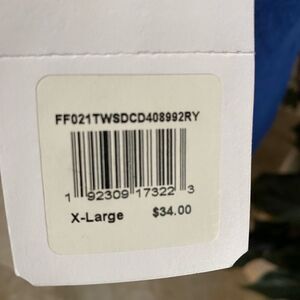 FF021TWSDCD408992RY
1 92309 17322 3
X-Large $34.00